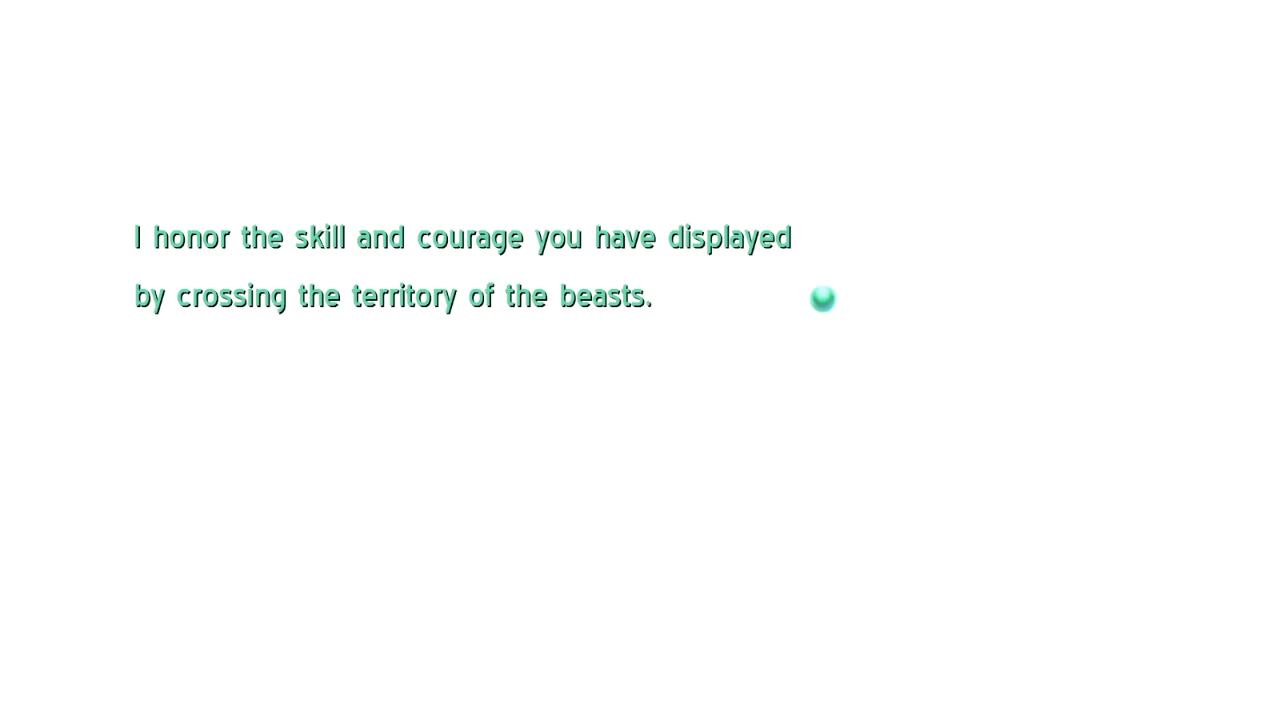 I honor the skill and courage you have displayed
by crossing the territory of the beasts.